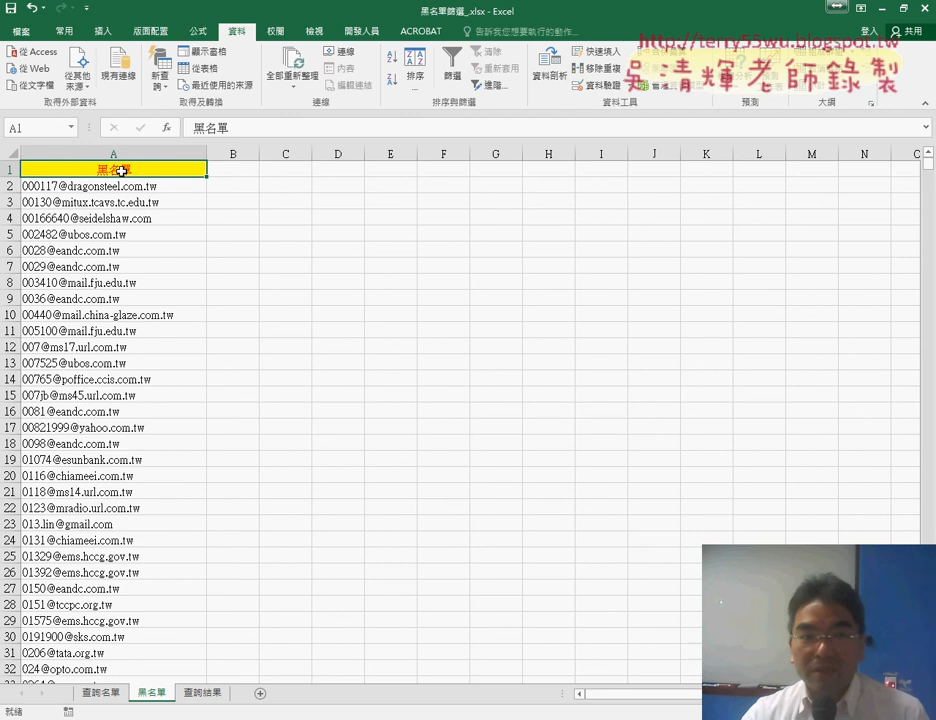 黑名單篩選_.xlsx - Excel
檔案 常用 插入 版面配置 公式 資料 校閱 檢視 開發人員 ACROBAT 告訴我您想要執行的動作... 登入 共用
http://terry55wu.blogspot.tw
吳清輝老師錄製
從 Access
從 Web
從文字檔
從其他
來源
現有連線
新查
詢
顯示窗格
從表格
最近使用的來源
全部重新整理
連線
內容
編輯連結
排序
篩選
清除
重新套用
進階...
資料剖析
快速填入
移除重複
資料驗證
取得外部資料 取得及轉換 連線 排序與篩選 資料工具 預測 大綱
A1 fx 黑名單
A B C D E F G H I J K L M N O
1 黑名單
2 000117@dragonsteel.com.tw
3 00130@mitux.tcavs.tc.edu.tw
4 00166640@seidelshaw.com
5 002482@ubos.com.tw
6 0028@eandc.com.tw
7 0029@eandc.com.tw
8 003410@mail.fju.edu.tw
9 0036@eandc.com.tw
10 00440@mail.china-glaze.com.tw
11 005100@mail.fju.edu.tw
12 007@ms17.url.com.tw
13 007525@ubos.com.tw
14 00765@poffice.ccis.com.tw
15 007jb@ms45.url.com.tw
16 0081@eandc.com.tw
17 00821999@yahoo.com.tw
18 0098@eandc.com.tw
19 01074@esunbank.com.tw
20 0116@chiameei.com.tw
21 0118@ms14.url.com.tw
22 0123@mradio.url.com.tw
23 013.lin@gmail.com
24 0131@chiameei.com.tw
25 01329@ems.hccg.gov.tw
26 01392@ems.hccg.gov.tw
27 0150@eandc.com.tw
28 0151@tccpc.org.tw
29 01575@ems.hccg.gov.tw
30 0191900@sks.com.tw
31 0206@tata.org.tw
32 024@opto.com.tw
查詢名單 黑名單 查詢結果
就緒